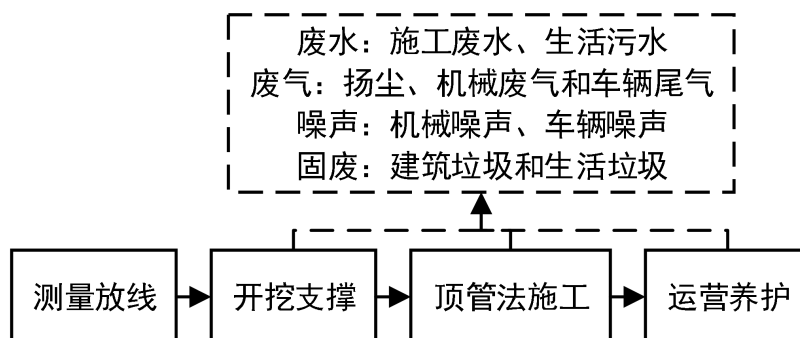 废水：施工废水、生活污水
废气：扬尘、机械废气和车辆尾气
噪声：机械噪声、车辆噪声
固废：建筑垃圾和生活垃圾
测量放线
开挖支撑
顶管法施工
运营养护